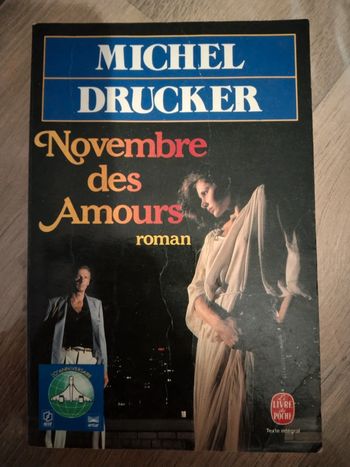 MICHEL
DRUCKER
Novembre
des
Amours
roman
Le
LIVRE
de
POCHE
Texte intégral